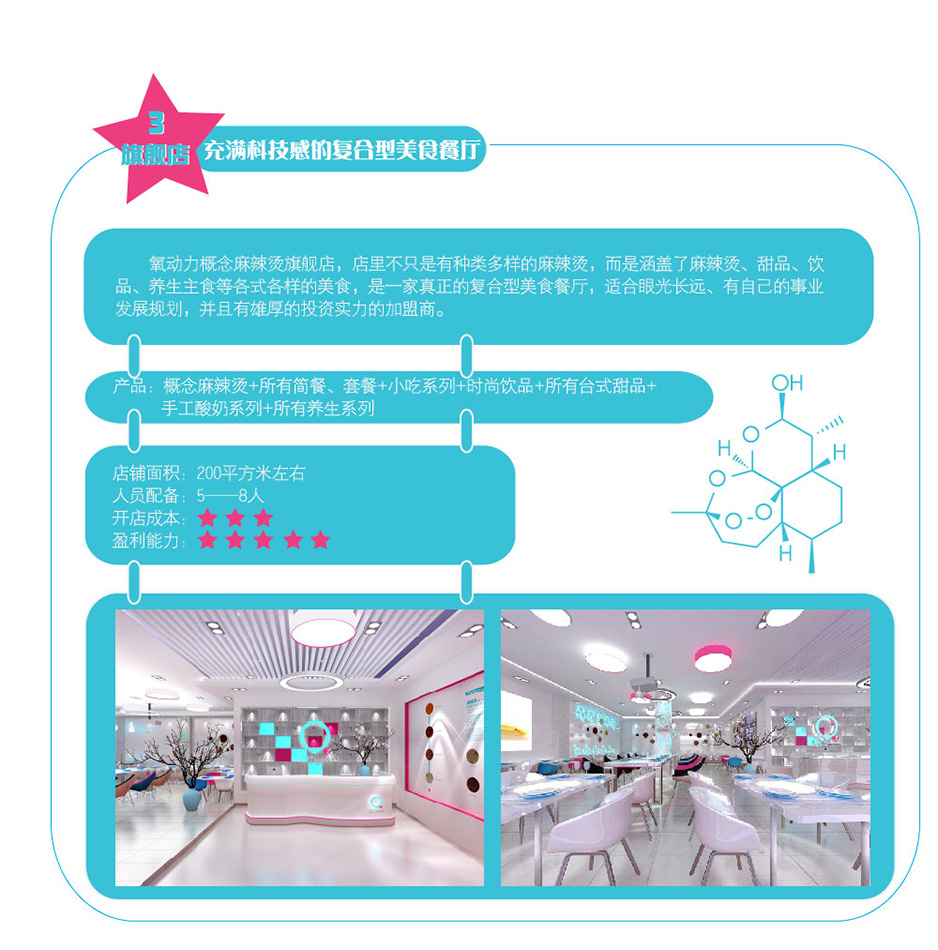 3
旗舰店 充满科技感的复合型美食餐厅
氧动力概念麻辣烫旗舰店，店里不只是有种类多样的麻辣烫，而是涵盖了麻辣烫、甜品、饮
品、养生主食等各式各样的美食，是一家真正的复合型美食餐厅，适合眼光长远、有自己的事业
发展规划，并且有雄厚的投资实力的加盟商。
产品：概念麻辣烫+所有简餐、套餐+小吃系列+时尚饮品+所有台式甜品+
手工酸奶系列+所有养生系列
店铺面积：200平方米左右
人员配备：5——8人
开店成本：★ ★ ★
盈利能力：★ ★ ★ ★ ★
OH
O
H
H
O
O-O
H